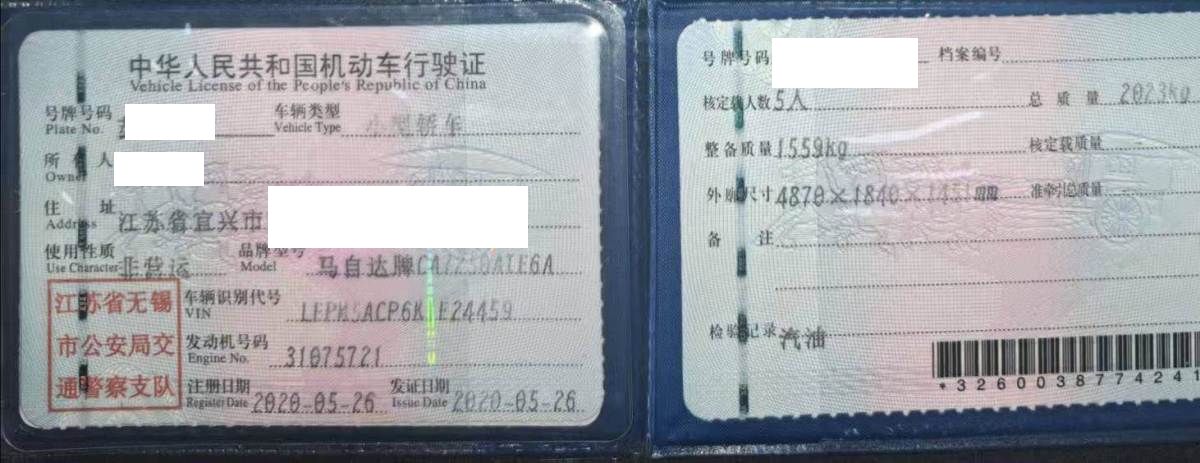 中华人民共和国机动车行驶证
Vehicle License of the People's Republic of China
号牌号码
Plate No.
车辆类型 小型轿车
Vehicle Type
所有人
Owner
住 址 江苏省宜兴市
Address
使用性质 非营运
Use Character
品牌型号 马自达牌
Model
江苏省无锡
市公安局交
通警察支队
车辆识别代号
VIN
发动机号码 31075721
Engine No.
注册日期 2020-05-26
Register Date
发证日期 2020-05-26
Issue Date
号牌号码
档案编号
核定载人数 5人
总质量 2023kg
整备质量 1559kg
核定载质量
外廓尺寸 4870×1840×1451mm
准牵引总质量
备 注
检验记录 汽油
*3260038774241